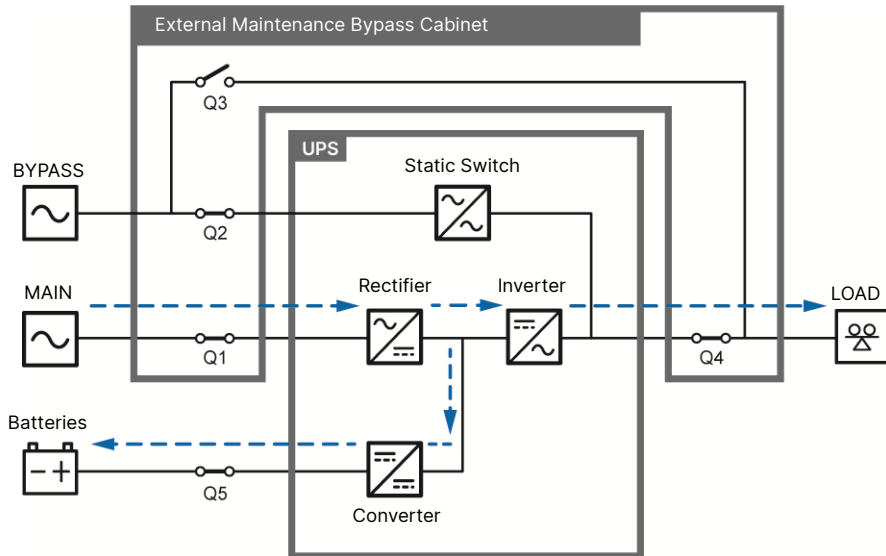 External Maintenance Bypass Cabinet
Q3
UPS
BYPASS
Static Switch
Q2
MAIN
Rectifier
Inverter
LOAD
Q1
Q4
Batteries
Q5
Converter